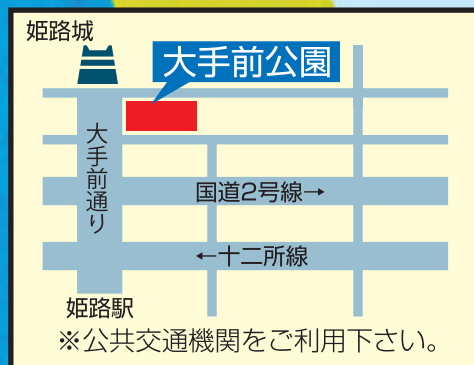 姫路城
大手前公園
大手前通り
国道2号線→
←十二所線
姫路駅
※公共交通機関をご利用下さい。